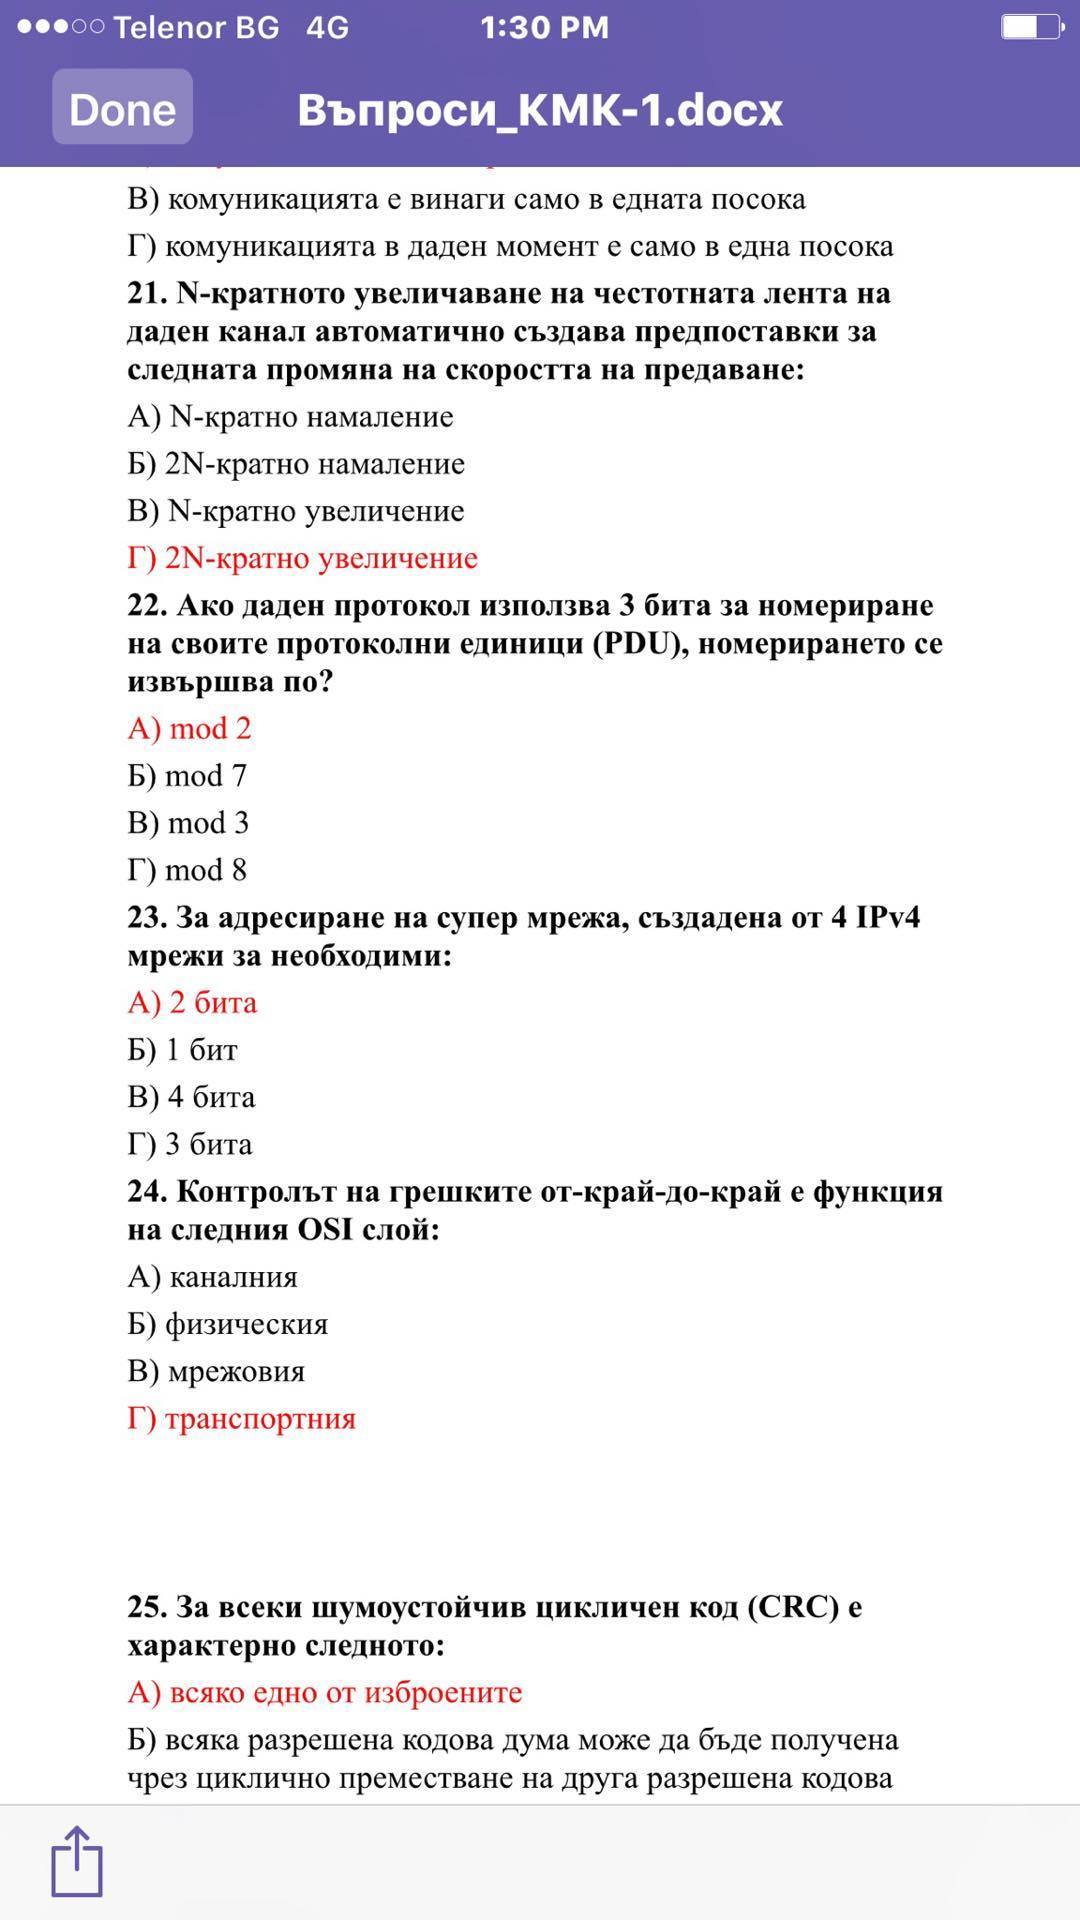 Telenor BG 4G 1:30 PM
Done Въпроси_КМК-1.docx
В) комуникацията е винаги само в едната посока
Г) комуникацията в даден момент е само в една посока
21. N-кратното увеличаване на честотната лента на
даден канал автоматично създава предпоставки за
следната промяна на скоростта на предаване:
А) N-кратно намаление
Б) 2N-кратно намаление
В) N-кратно увеличение
Г) 2N-кратно увеличение
22. Ако даден протокол използва 3 бита за номериране
на своите протоколни единици (PDU), номерирането се
извършва по?
А) mod 2
Б) mod 7
В) mod 3
Г) mod 8
23. За адресиране на супер мрежа, създадена от 4 IPv4
мрежи за необходими:
А) 2 бита
Б) 1 бит
В) 4 бита
Г) 3 бита
24. Контролът на грешките от-край-до-край е функция
на следния OSI слой:
А) каналния
Б) физическия
В) мрежовия
Г) транспортния
25. За всеки шумоустойчив цикличен код (CRC) е
характерно следното:
А) всяко едно от изброените
Б) всяка разрешена кодова дума може да бъде получена
чрез циклично преместване на друга разрешена кодова